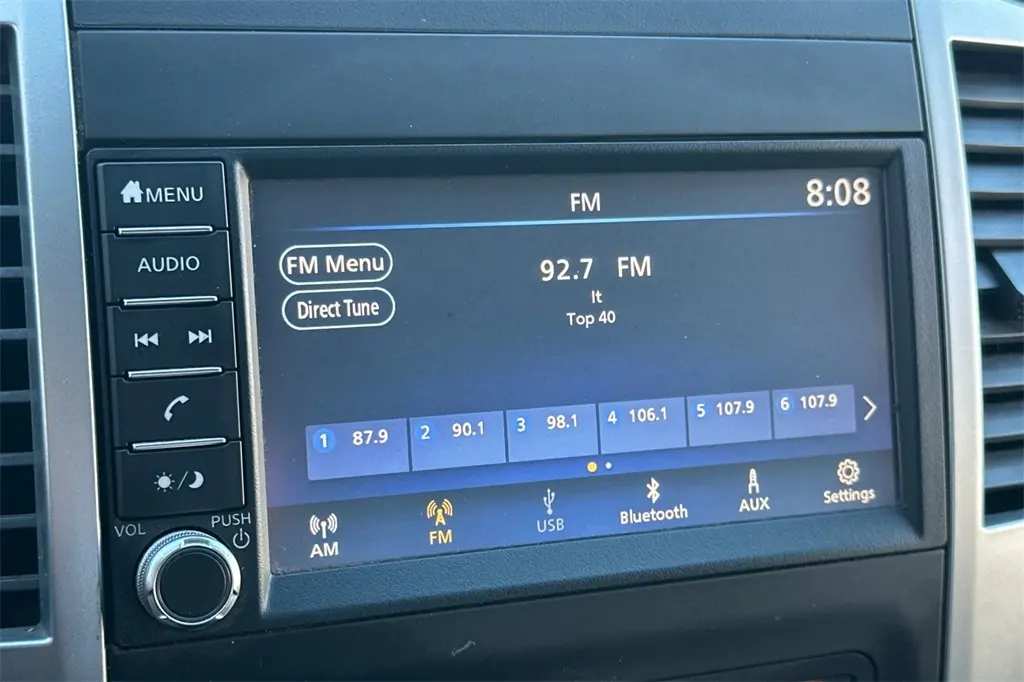 MENU
AUDIO
VOL
PUSH
FM
8:08
FM Menu
Direct Tune
92.7 FM
It
Top 40
1 87.9
2 90.1
3 98.1
4 106.1
5 107.9
6 107.9
AM
FM
USB
Bluetooth
AUX
Settings